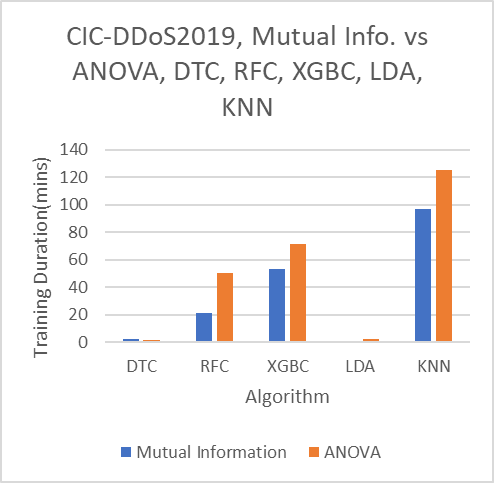 CIC-DDoS2019, Mutual Info. vs
ANOVA, DTC, RFC, XGBC, LDA,
KNN
Training Duration(mins)
140
120
100
80
60
40
20
0
DTC RFC XGBC LDA KNN
Algorithm
Mutual Information ANOVA